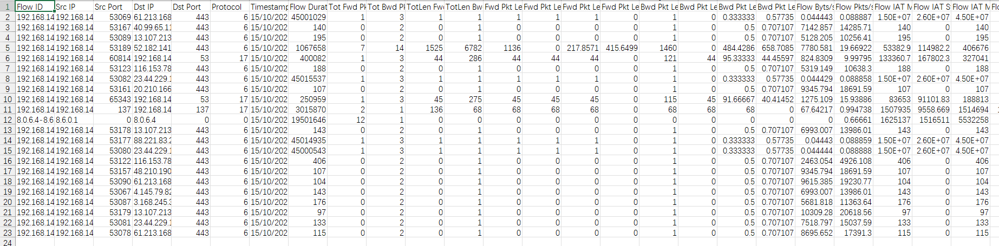 1 Flow ID Src IP Src Port Dst IP Dst Port Protocol Timestamp Flow Durat Tot Fwd Pk Tot Bwd Pk TotLen Fw TotLen Bw Fwd Pkt Le Fwd Pkt Le Fwd Pkt Le Fwd Pkt Le Bwd Pkt Le Bwd Pkt Le Bwd Pkt Le Bwd Pkt Le Flow Byts/s Flow Pkts/s Flow IAT M Flow IAT S Flow IAT M Flo
2 192.168.14 192.168.14 53069 61.213.168 443 6 15/10/202 45001029 1 3 1 1 1 1 1 0 1 0 0.333333 0.57735 0.044443 0.088887 1.50E+07 2.60E+07 4.50E+07
3 192.168.14 192.168.14 53167 40.99.65.11 443 6 15/10/202 140 0 2 0 1 0 0 0 0 1 0 0.5 0.707107 7142.857 14285.71 140 0 140
4 192.168.14 192.168.14 53089 13.107.213 443 6 15/10/202 195 0 2 0 1 0 0 0 0 1 0 0.5 0.707107 5128.205 10256.41 195 0 195
5 192.168.14 192.168.14 53189 52.182.141 443 6 15/10/202 1067658 7 14 1525 6782 1136 0 217.8571 415.6499 1460 0 484.4286 658.7085 7780.581 19.66922 53382.9 114982.2 406676
6 192.168.14 192.168.14 60814 192.168.14 53 17 15/10/202 400082 1 3 44 286 44 44 44 0 121 44 95.33333 44.45597 824.8309 9.99795 133360.7 167802.3 327041
7 192.168.14 192.168.14 53123 116.153.78 443 6 15/10/202 188 0 2 0 1 0 0 0 0 1 0 0.5 0.707107 5319.149 10638.3 188 0 188
8 192.168.14 192.168.14 53082 23.44.229.1 443 6 15/10/202 45015537 1 3 1 1 1 1 1 0 1 0 0.333333 0.57735 0.044429 0.088858 1.50E+07 2.60E+07 4.50E+07
9 192.168.14 192.168.14 53161 20.210.166 443 6 15/10/202 107 0 2 0 1 0 0 0 0 1 0 0.5 0.707107 9345.794 18691.59 107 0 107
10 192.168.14 192.168.14 65343 192.168.14 53 17 15/10/202 250959 1 3 45 275 45 45 45 0 115 45 91.66667 40.41452 1275.109 15.93886 83653 91101.83 188813
11 192.168.14 192.168.14 137 192.168.14 137 17 15/10/202 3015870 2 1 136 68 68 68 68 0 68 68 68 0 67.64217 0.994738 1507935 9558.669 1514694
12 8.0.6.4-8.6 8.6.0.1 0 8.0.6.4 0 0 15/10/202 19501646 12 1 0 0 0 0 0 0 0 0 0 0 0 0.66661 1625137 1516511 5532258
13 192.168.14 192.168.14 53178 13.107.213 443 6 15/10/202 143 0 2 0 1 0 0 0 0 1 0 0.5 0.707107 6993.007 13986.01 143 0 143
14 192.168.14 192.168.14 53177 88.221.83.2 443 6 15/10/202 45014935 1 3 1 1 1 1 1 0 1 0 0.333333 0.57735 0.04443 0.088859 1.50E+07 2.60E+07 4.50E+07
15 192.168.14 192.168.14 53080 23.44.229.1 443 6 15/10/202 45000543 1 3 1 1 1 1 1 0 1 0 0.333333 0.57735 0.044444 0.088888 1.50E+07 2.60E+07 4.50E+07
16 192.168.14 192.168.14 53122 116.153.78 443 6 15/10/202 406 0 2 0 1 0 0 0 0 1 0 0.5 0.707107 2463.054 4926.108 406 0 406
17 192.168.14 192.168.14 53157 48.210.190 443 6 15/10/202 107 0 2 0 1 0 0 0 0 1 0 0.5 0.707107 9345.794 18691.59 107 0 107
18 192.168.14 192.168.14 53090 61.213.168 443 6 15/10/202 104 0 2 0 1 0 0 0 0 1 0 0.5 0.707107 9615.385 19230.77 104 0 104
19 192.168.14 192.168.14 53067 4.145.79.82 443 6 15/10/202 143 0 2 0 1 0 0 0 0 1 0 0.5 0.707107 6993.007 13986.01 143 0 143
20 192.168.14 192.168.14 53087 3.168.245.3 443 6 15/10/202 176 0 2 0 1 0 0 0 0 1 0 0.5 0.707107 5681.818 11363.64 176 0 176
21 192.168.14 192.168.14 53179 13.107.213 443 6 15/10/202 97 0 2 0 1 0 0 0 0 1 0 0.5 0.707107 10309.28 20618.56 97 0 97
22 192.168.14 192.168.14 53081 23.44.229.1 443 6 15/10/202 133 0 2 0 1 0 0 0 0 1 0 0.5 0.707107 7518.797 15037.59 133 0 133
23 192.168.14 192.168.14 53078 61.213.168 443 6 15/10/202 115 0 2 0 1 0 0 0 0 1 0 0.5 0.707107 8695.652 17391.3 115 0 115
24